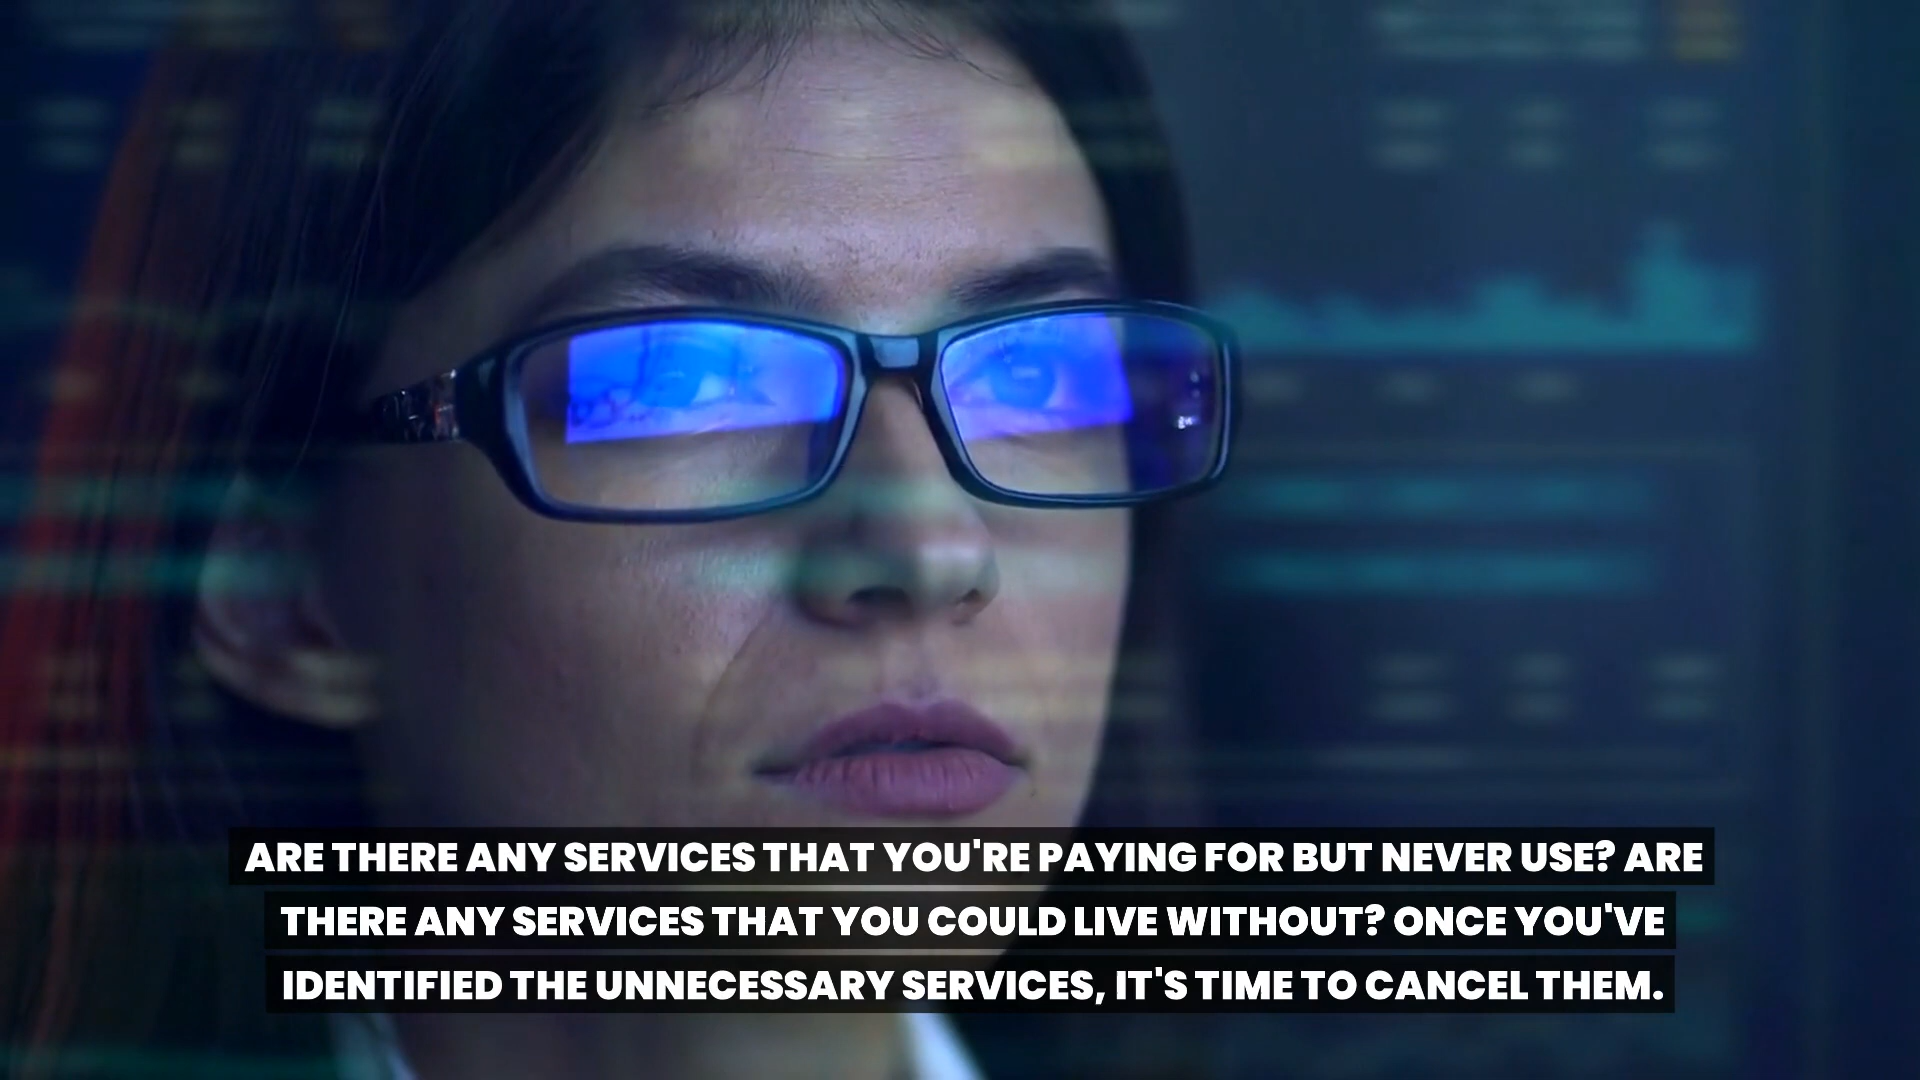 ARE THERE ANY SERVICES THAT YOU'RE PAYING FOR BUT NEVER USE? ARE
THERE ANY SERVICES THAT YOU COULD LIVE WITHOUT? ONCE YOU'VE
IDENTIFIED THE UNNECESSARY SERVICES, IT'S TIME TO CANCEL THEM.